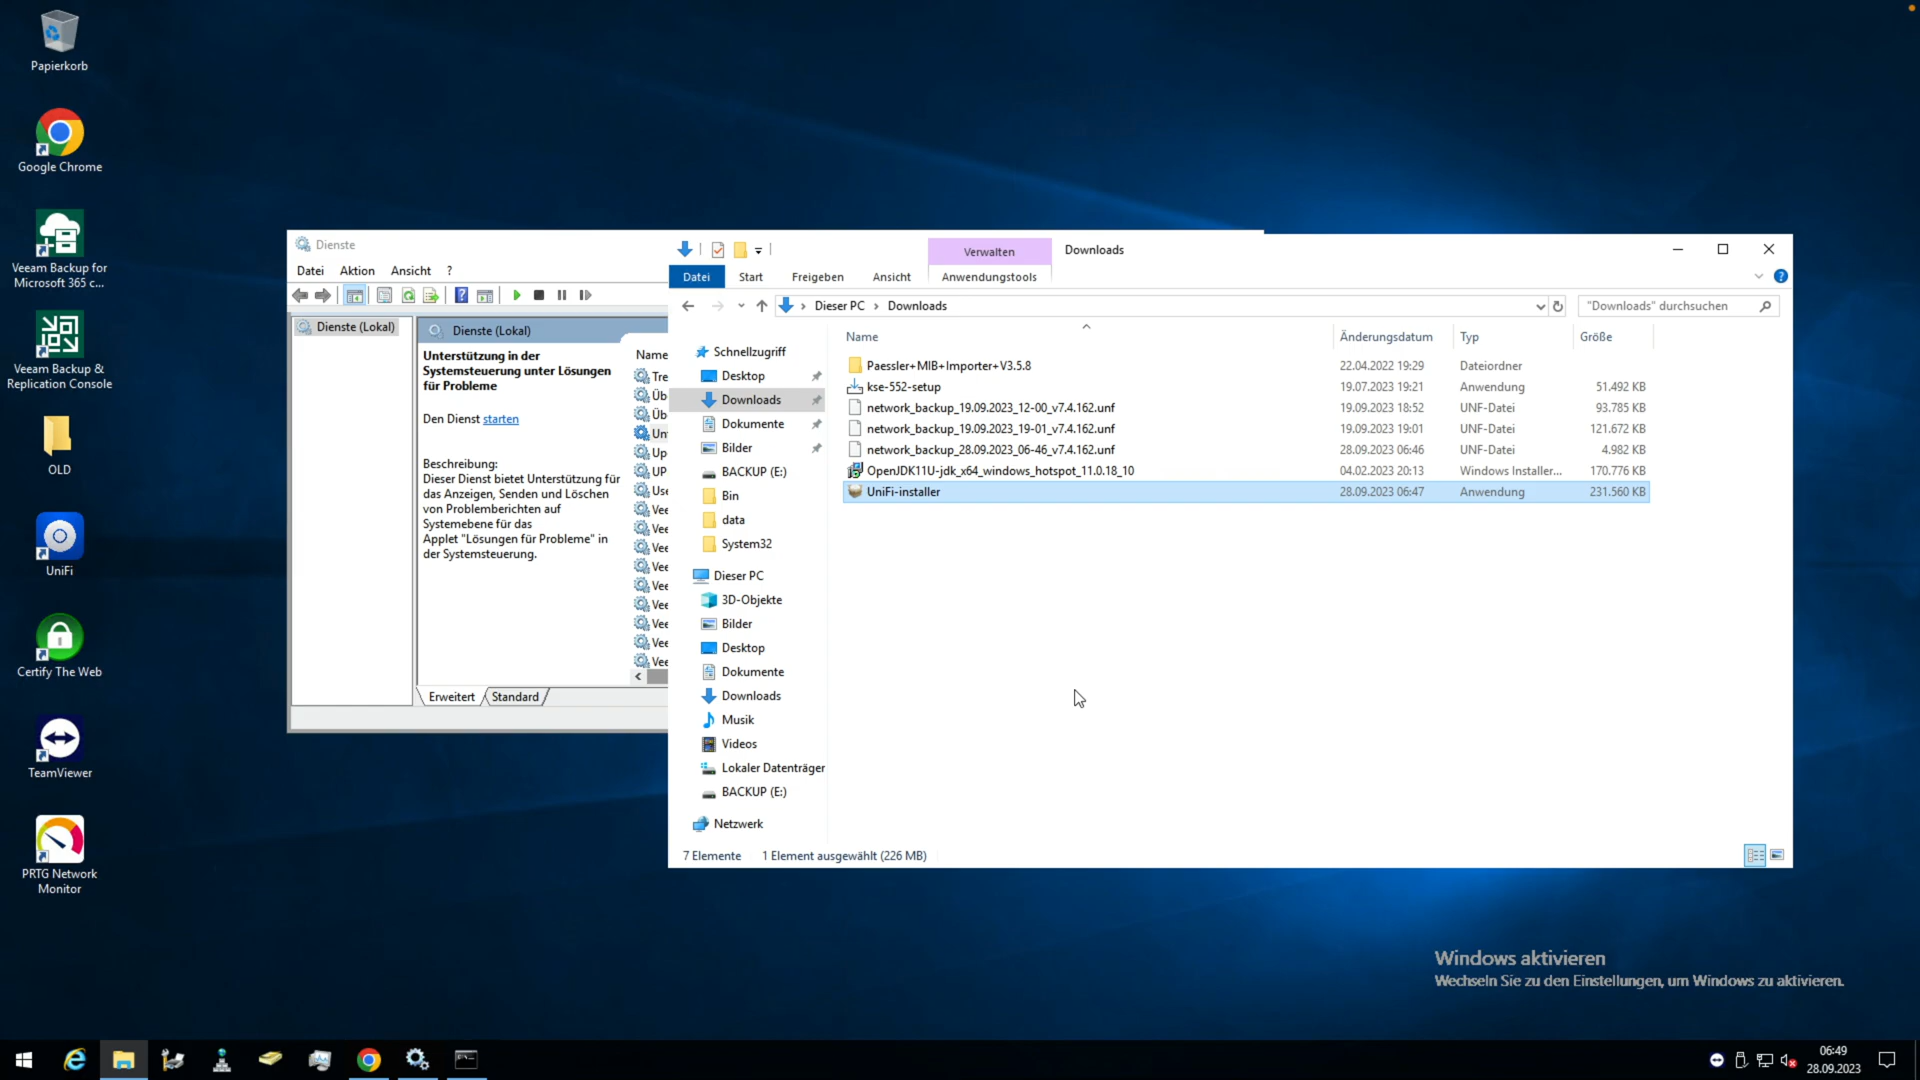 Papierkorb
Google Chrome
Veeam Backup for
Microsoft 365 c...
Veeam Backup &
Replication Console
OLD
UniFi
Certify The Web
TeamViewer
PRTG Network
Monitor
Dienste
Datei Aktion Ansicht ?
Dienste (Lokal)
Dienste (Lokal)
Unterstützung in der
Systemsteuerung unter Lösungen
für Probleme
Den Dienst starten
Beschreibung:
Dieser Dienst bietet Unterstützung für
das Anzeigen, Senden und Löschen
von Problemberichten auf
Systemebene für das
Applet "Lösungen für Probleme" in
der Systemsteuerung.
Name
Tre
Üb
Üb
Un
Up
UP
Use
Vee
Vee
Vee
Vee
Vee
Vee
Vee
Vee
Vee
Erweitert Standard
Verwalten Downloads
Datei Start Freigeben Ansicht Anwendungstools
Dieser PC Downloads
"Downloads" durchsuchen
Schnellzugriff
Desktop
Downloads
Dokumente
Bilder
BACKUP (E:)
Bin
data
System32
Dieser PC
3D-Objekte
Bilder
Desktop
Dokumente
Downloads
Musik
Videos
Lokaler Datenträger
BACKUP (E:)
Netzwerk
Name Änderungsdatum Typ Größe
Paessler+MIB+Importer+V3.5.8 22.04.2022 19:29 Dateiordner
kse-552-setup 19.07.2023 19:21 Anwendung 51.492 KB
network_backup_19.09.2023_12-00_v7.4.162.unf 19.09.2023 18:52 UNF-Datei 93.785 KB
network_backup_19.09.2023_19-01_v7.4.162.unf 19.09.2023 19:01 UNF-Datei 121.672 KB
network_backup_28.09.2023_06-46_v7.4.162.unf 28.09.2023 06:46 UNF-Datei 4.982 KB
OpenJDK11U-jdk_x64_windows_hotspot_11.0.18_10 04.02.2023 20:13 Windows Installer... 170.776 KB
UniFi-installer 28.09.2023 06:47 Anwendung 231.560 KB
7 Elemente 1 Element ausgewählt (226 MB)
Windows aktivieren
Wechseln Sie zu den Einstellungen, um Windows zu aktivieren.
06:49
28.09.2023